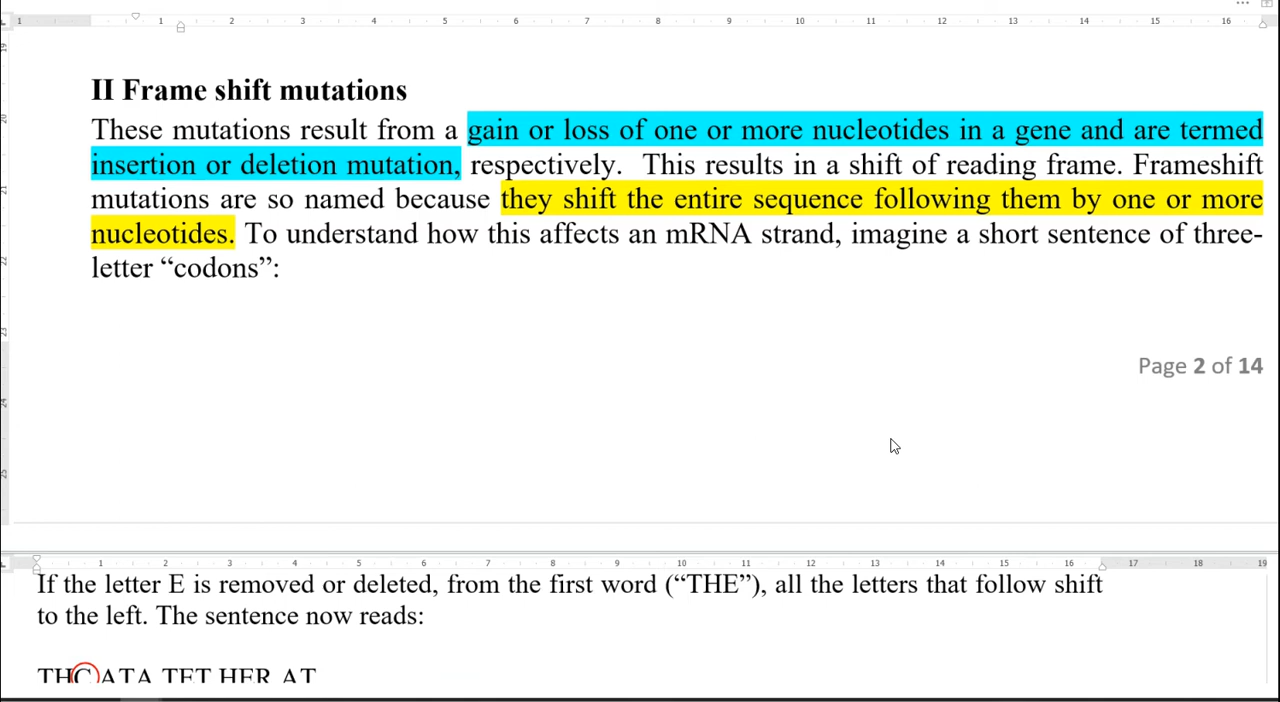 II Frame shift mutations
These mutations result from a gain or loss of one or more nucleotides in a gene and are termed
insertion or deletion mutation, respectively. This results in a shift of reading frame. Frameshift
mutations are so named because they shift the entire sequence following them by one or more
nucleotides. To understand how this affects an mRNA strand, imagine a short sentence of three-
letter “codons”:
Page 2 of 14
If the letter E is removed or deleted, from the first word (“THE”), all the letters that follow shift
to the left. The sentence now reads:
THC ATA TET HER AT